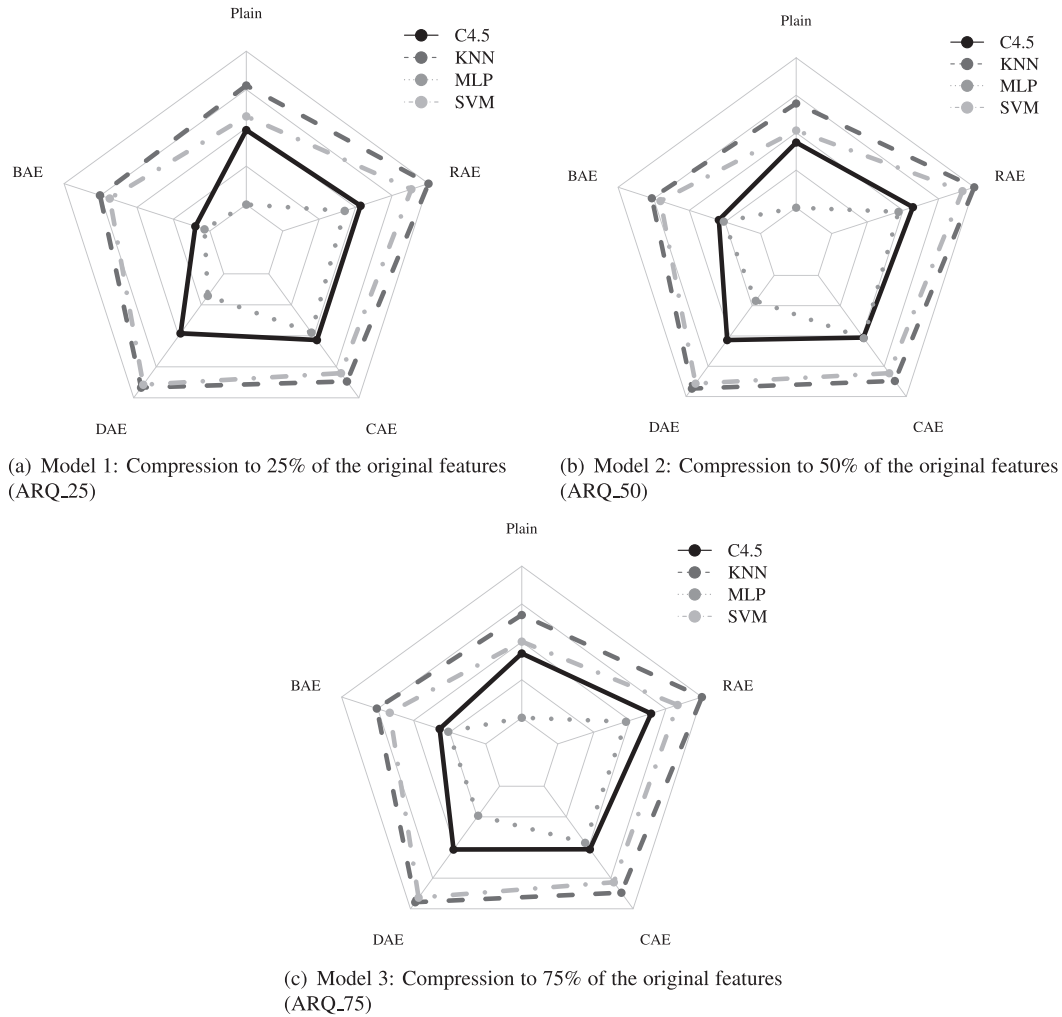 Plain
C4.5
KNN
MLP
SVM
BAE
RAE
DAE
CAE
(a) Model 1: Compression to 25% of the original features
(ARQ_25)
Plain
C4.5
KNN
MLP
SVM
BAE
RAE
DAE
CAE
(b) Model 2: Compression to 50% of the original features
(ARQ_50)
Plain
C4.5
KNN
MLP
SVM
BAE
RAE
DAE
CAE
(c) Model 3: Compression to 75% of the original features
(ARQ_75)